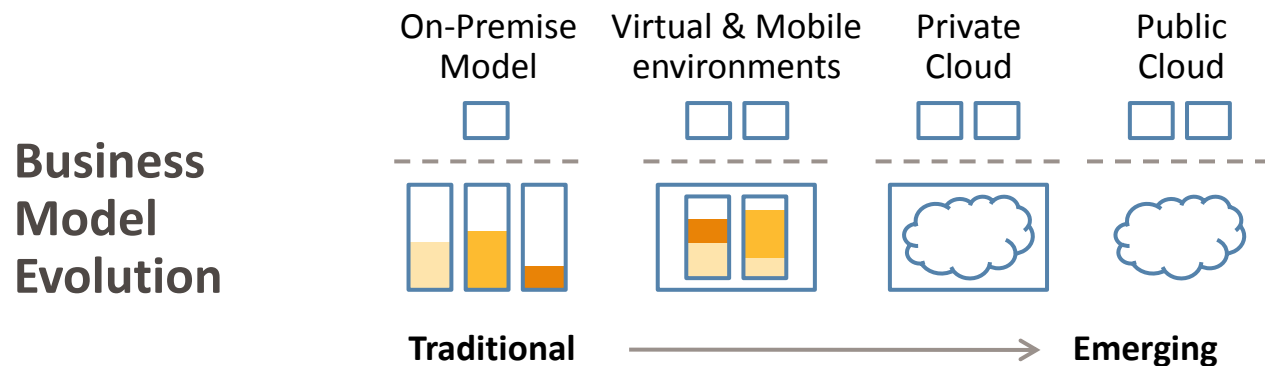 On-Premise
Model
Virtual & Mobile
environments
Private
Cloud
Public
Cloud
Business
Model
Evolution
Traditional
Emerging